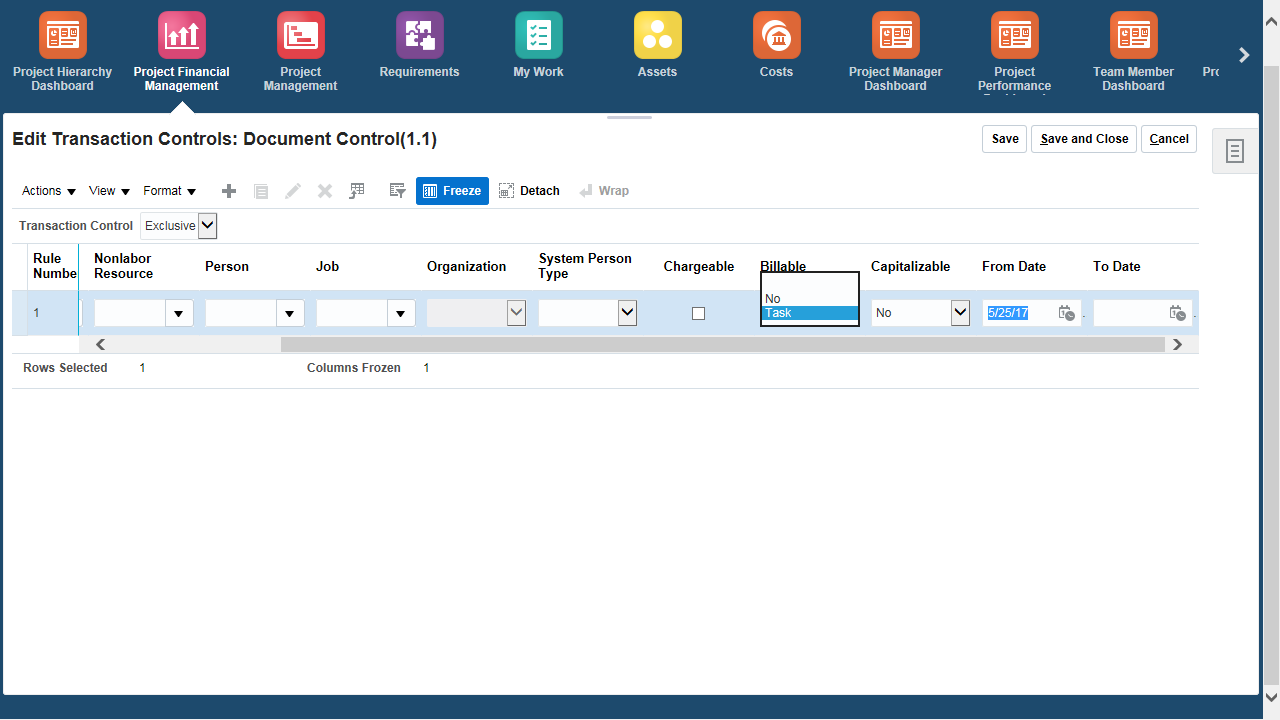 Project Hierarchy
Dashboard
Project Financial
Management
Project
Management
Requirements
My Work
Assets
Costs
Project Manager
Dashboard
Project
Performance
Team Member
Dashboard
Edit Transaction Controls: Document Control(1.1)
Save
Save and Close
Cancel
Actions
View
Format
Freeze
Detach
Wrap
Transaction Control
Exclusive
Rule
Numbe
Nonlabor
Resource
Person
Job
Organization
System Person
Type
Chargeable
Billable
Capitalizable
From Date
To Date
1
No
Task
No
5/25/17
Rows Selected 1
Columns Frozen 1